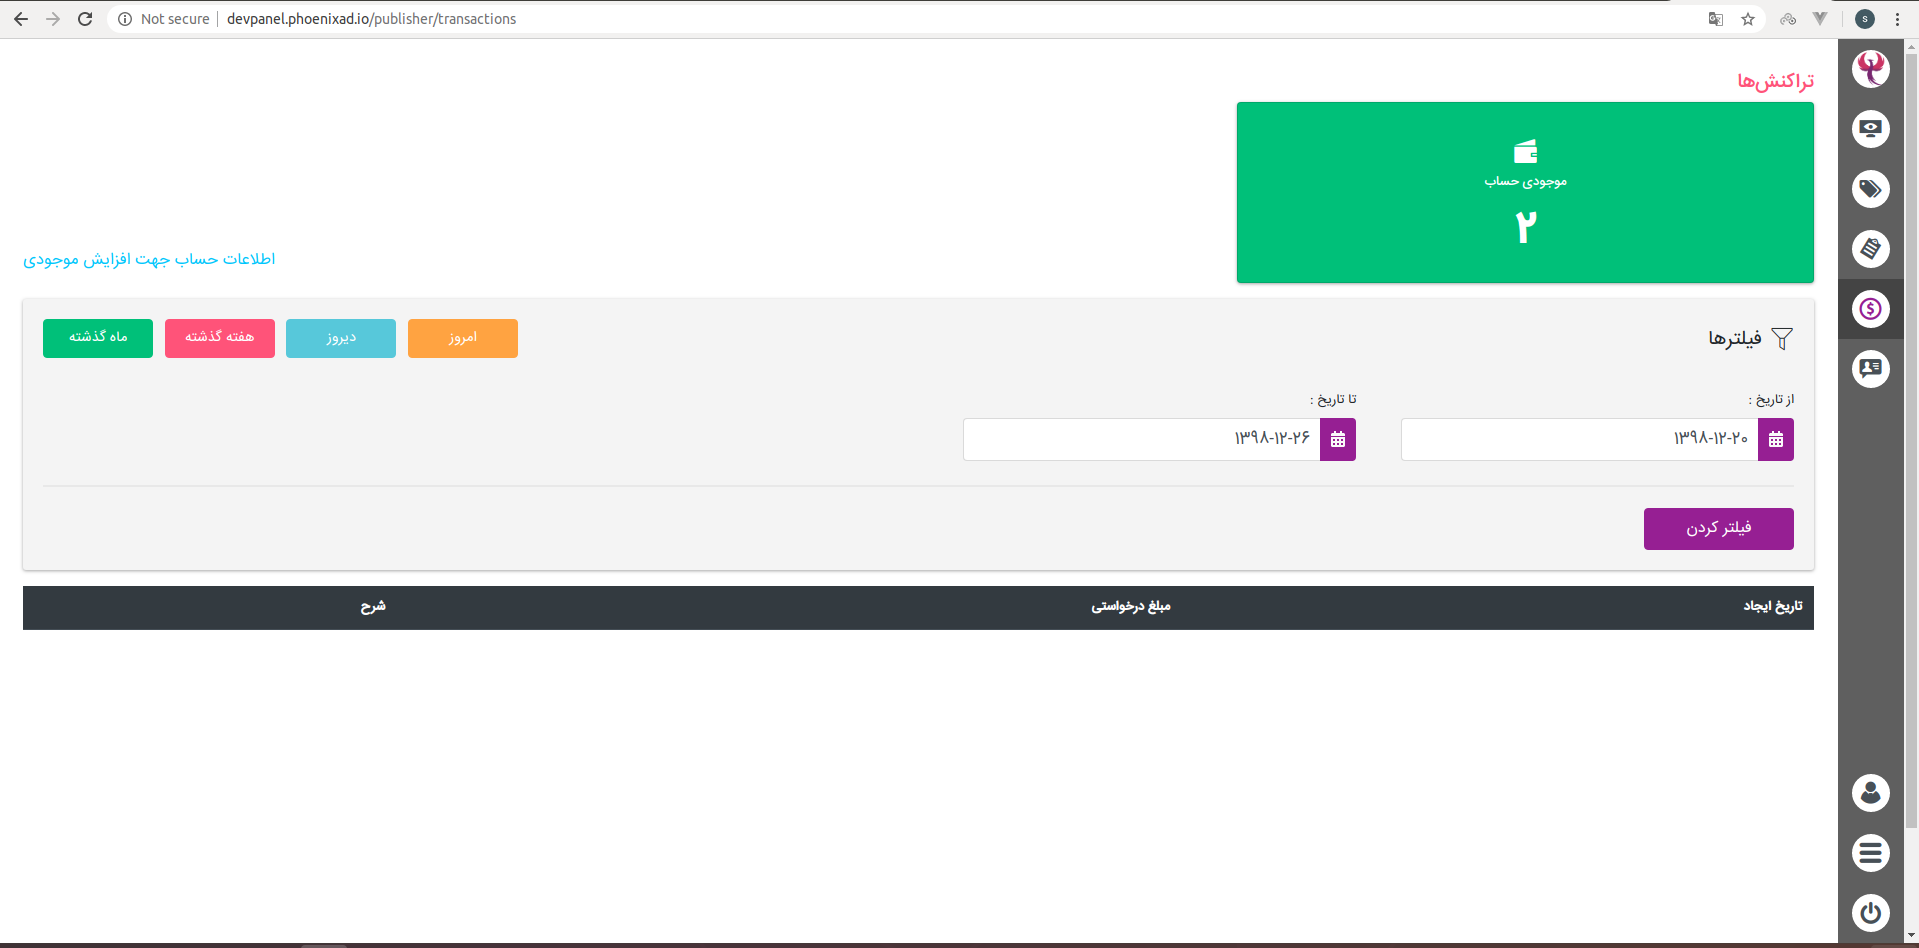 Not secure
devpanel.phoenixad.io/publisher/transactions
s
تراکنش‌ها
موجودی حساب
۲
اطلاعات حساب جهت افزایش موجودی
فیلترها
امروز
دیروز
هفته گذشته
ماه گذشته
از تاریخ :
تا تاریخ :
۱۳۹۸-۱۲-۲۰
۱۳۹۸-۱۲-۲۶
فیلتر کردن
تاریخ ایجاد
مبلغ درخواستی
شرح